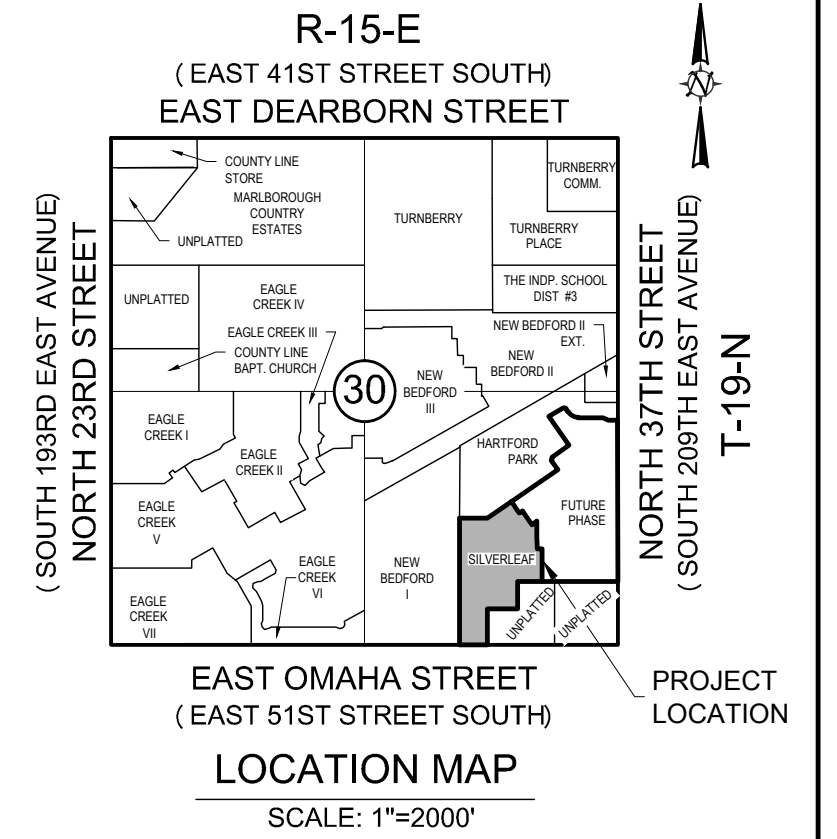 R-15-E
( EAST 41ST STREET SOUTH)
EAST DEARBORN STREET
N
( SOUTH 193RD EAST AVENUE)
NORTH 23RD STREET
COUNTY LINE
STORE
MARLBOROUGH
COUNTRY
ESTATES
UNPLATTED
TURNBERRY
TURNBERRY
COMM.
TURNBERRY
PLACE
THE INDP. SCHOOL
DIST #3
UNPLATTED
EAGLE
CREEK IV
EAGLE CREEK III
COUNTY LINE
BAPT. CHURCH
30
NEW BEDFORD II
EXT.
NEW
BEDFORD II
NEW
BEDFORD
III
EAGLE
CREEK I
EAGLE
CREEK II
HARTFORD
PARK
EAGLE
CREEK
V
FUTURE
PHASE
EAGLE
CREEK
VI
NEW
BEDFORD
I
SILVERLEAF
EAGLE
CREEK
VII
UNPLATTED
UNPLATTED
NORTH 37TH STREET
( SOUTH 209TH EAST AVENUE)
T-19-N
PROJECT
LOCATION
EAST OMAHA STREET
( EAST 51ST STREET SOUTH)
LOCATION MAP
SCALE: 1"=2000'